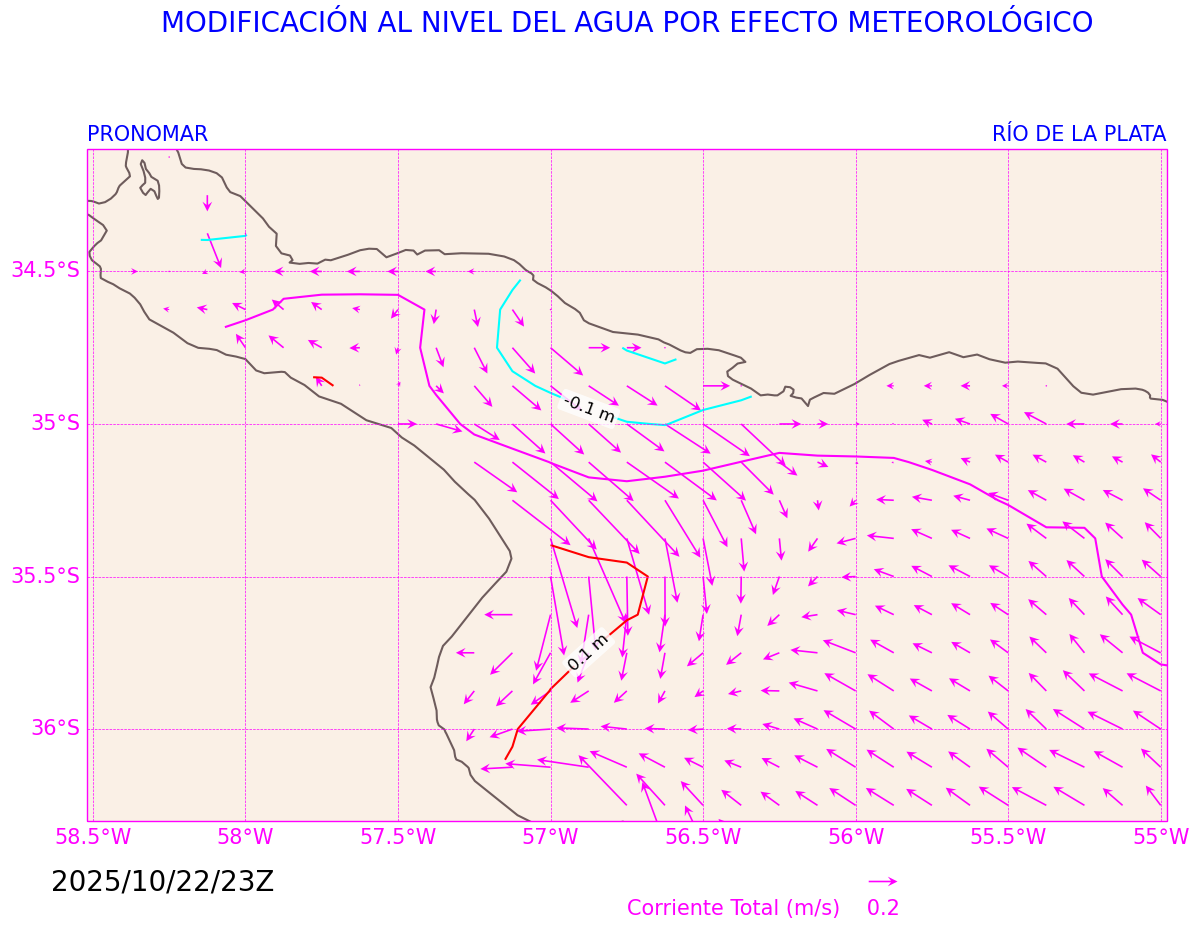 MODIFICACIÓN AL NIVEL DEL AGUA POR EFECTO METEOROLÓGICO
PRONOMAR
RÍO DE LA PLATA
34.5°S
35°S
35.5°S
36°S
-0.1 m
0.1 m
58.5°W
58°W
57.5°W
57°W
56.5°W
56°W
55.5°W
55°W
2025/10/22/23Z
Corriente Total (m/s)
0.2